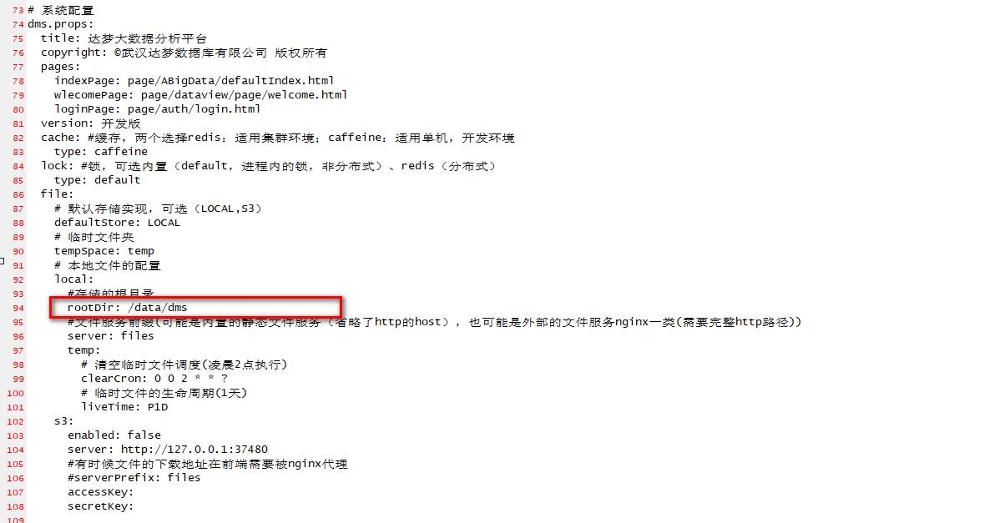 73 # 系统配置
74 dms.props:
75 title: 达梦大数据分析平台
76 copyright: ©武汉达梦数据库有限公司 版权所有
77 pages:
78 indexPage: page/ABigData/defaultIndex.html
79 wlecomePage: page/dataview/page/welcome.html
80 loginPage: page/auth/login.html
81 version: 开发版
82 cache: #缓存，两个选择redis：适用集群环境；caffeine：适用单机，开发环境
83 type: caffeine
84 lock: #锁，可选内置（default，进程内的锁，非分布式）、redis（分布式）
85 type: default
86 file:
87 # 默认存储实现，可选（LOCAL,S3）
88 defaultStore: LOCAL
89 # 临时文件夹
90 tempSpace: temp
91 # 本地文件的配置
92 local:
93 #存储的根目录
94 rootDir: /data/dms
95 #文件服务前缀(可能是内置的静态文件服务（省略了http的host），也可能是外部的文件服务nginx一类(需要完整http路径))
96 server: files
97 temp:
98 # 清空临时文件调度(凌晨2点执行)
99 clearCron: 0 0 2 * * ?
100 # 临时文件的生命周期(1天)
101 liveTime: P1D
102 s3:
103 enabled: false
104 server: http://127.0.0.1:37480
105 #有时候文件的下载地址在前端需要被nginx代理
106 #serverPrefix: files
107 accessKey:
108 secretKey:
109